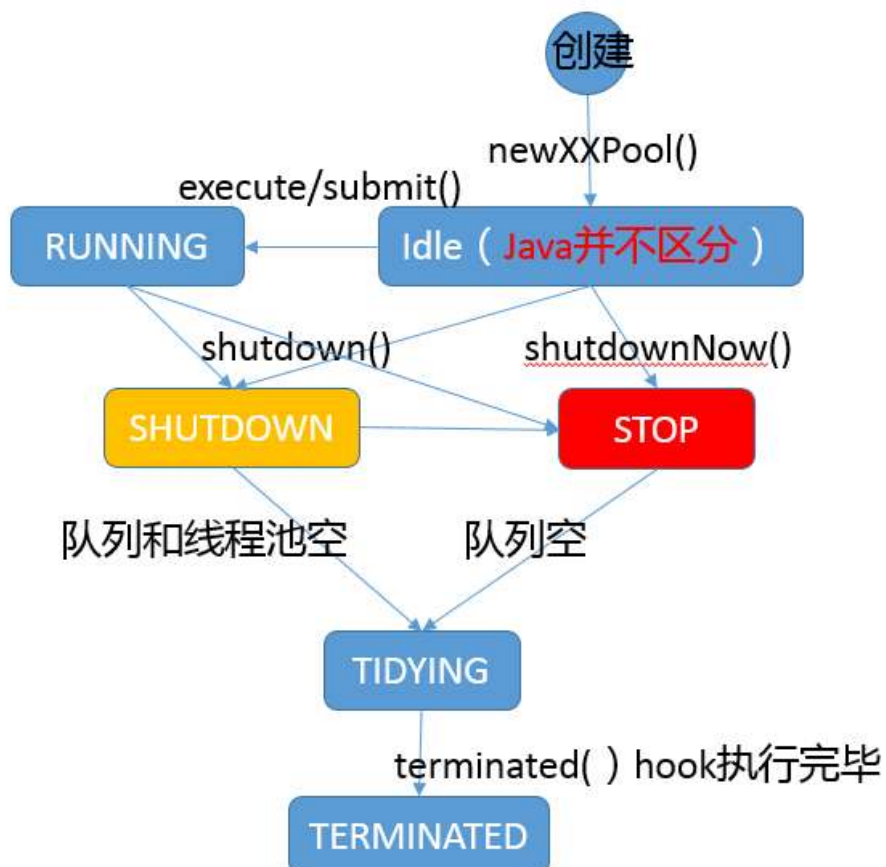 创建
newXXPool()
execute/submit()
RUNNING
Idle（Java并不区分）
shutdown()
shutdownNow()
SHUTDOWN
STOP
队列和线程池空
队列空
TIDYING
terminated( ）hook执行完毕
TERMINATED